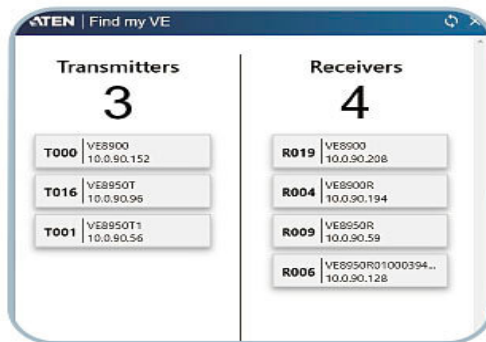 ATEN | Find my VE
Transmitters
3
T000 VE8900
10.0.90.152
T016 VE8950T
10.0.90.96
T001 VE8950T1
10.0.90.56
Receivers
4
R019 VE8900
10.0.90.208
R004 VE8900R
10.0.90.194
R009 VE8950R
10.0.90.59
R006 VE8950R01000394...
10.0.90.128